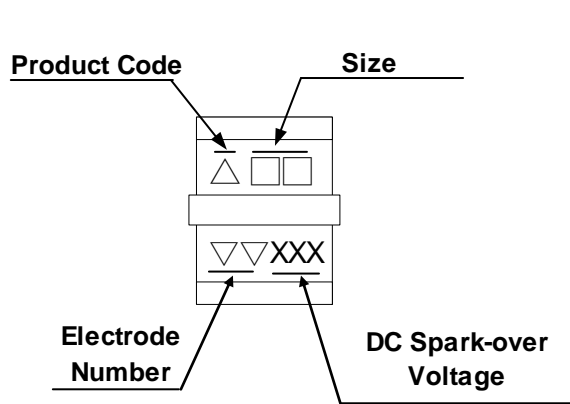 Product Code
Size
△ □□
▽▽XXX
Electrode
Number
DC Spark-over
Voltage